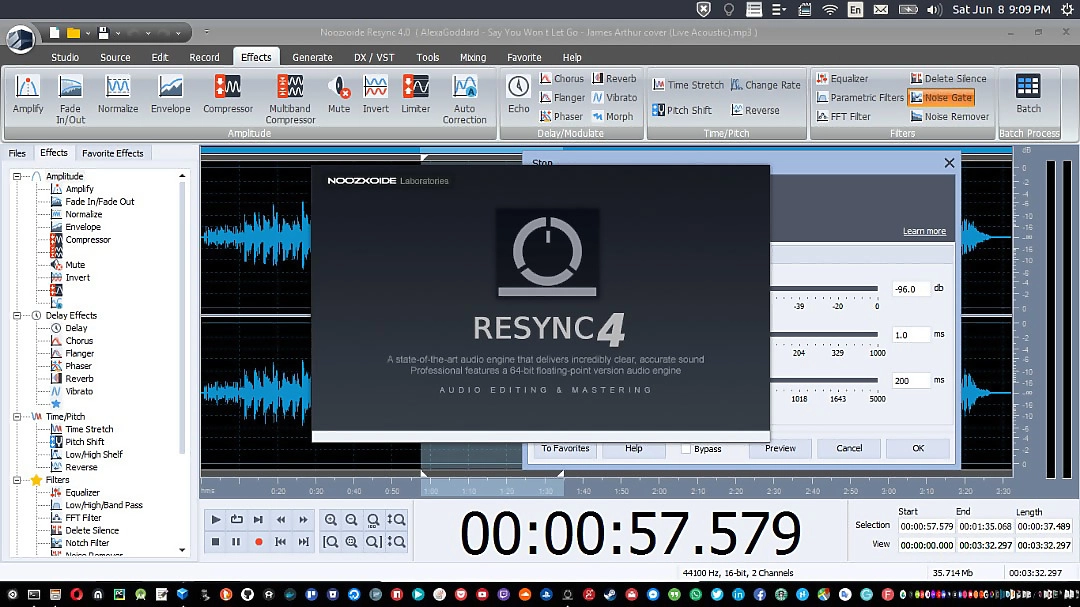 En Sat Jun 8 9:09 PM
Noozxoide Resync 4.0 ( AlexaGoddard - Say You Won t Let Go - James Arthur cover (Live Acoustic).mp3 )
Studio Source Edit Record Effects Generate DX / VST Tools Mixing Favorite Help
Amplify Fade In/Out Normalize Envelope Compressor Multiband Compressor Mute Invert Limiter Auto Correction
Echo Chorus Reverb
Flanger Vibrato
Phaser Morph
Time Stretch Change Rate
Pitch Shift Reverse
Equalizer Delete Silence
Parametric Filters Noise Gate
FFT Filter Noise Remover
Batch
Amplitude Delay/Modulate Time/Pitch Filters Batch Process
Files Effects Favorite Effects
Amplitude
Amplify
Fade In/Fade Out
Normalize
Envelope
Compressor
Mute
Invert
Delay Effects
Delay
Chorus
Flanger
Phaser
Reverb
Vibrato
Time/Pitch
Time Stretch
Pitch Shift
Low/High Shelf
Reverse
Filters
Equalizer
Low/High/Band Pass
FFT Filter
Delete Silence
Notch Filter
Noise Remover
Stop
Learn more
-96.0 db
-39 -20 0
1.0 ms
204 329 1000
200 ms
1018 1643 5000
To Favorites Help Bypass Preview Cancel OK
NOOZXOIDE Laboratories
RESYNC 4
A state-of-the-art audio engine that delivers incredibly clear, accurate sound
Professional features a 64-bit floating-point version audio engine
AUDIO EDITING & MASTERING
dB
hms 0:20 0:30 0:40 0:50 1:00 1:10 1:20 1:30 1:40 1:50 2:00 2:10 2:20 2:30 2:40 2:50 3:00 3:10 3:20 3:30
00:00:57.579
Start End Length
Selection 00:00:57.579 00:01:35.068 00:00:37.489
View 00:00:00.000 00:03:32.297 00:03:32.297
44100 Hz, 16-bit, 2 Channels 35.714 Mb 00:03:32.297